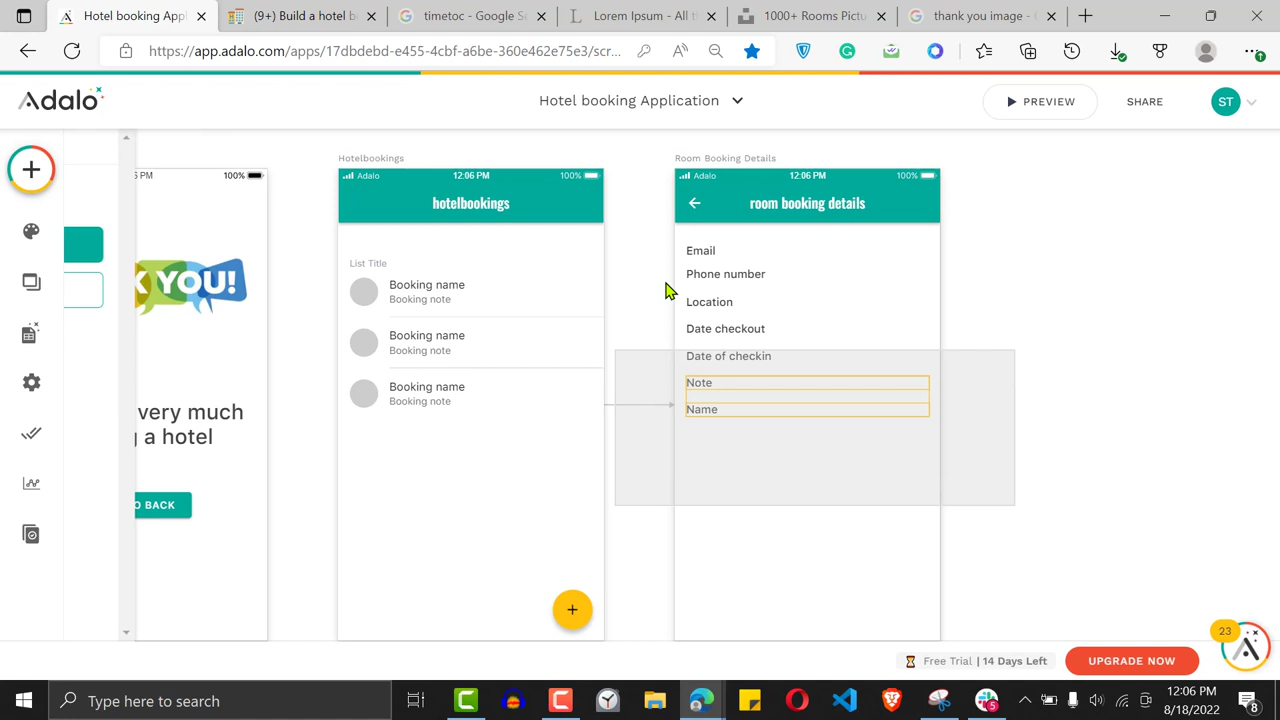 Hotel booking Appl
(9+) Build a hotel b
timetoc - Google Se
Lorem Ipsum - All t
1000+ Rooms Pictu
thank you image - G
https://app.adalo.com/apps/17dbdebd-e455-4cbf-a6be-360e462e75e3/scr...
Adalo
Hotel booking Application
PREVIEW
SHARE
ST
Hotelbookings
Room Booking Details
PM
100%
Adalo
12:06 PM
100%
Adalo
12:06 PM
100%
hotelbookings
room booking details
Email
List Title
Phone number
YOU!
Booking name
Booking note
Location
Date checkout
Booking name
Booking note
Date of checkin
Note
Booking name
Booking note
Name
very much
a hotel
O BACK
+
23
Free Trial | 14 Days Left
UPGRADE NOW
Type here to search
5
12:06 PM
8/18/2022
8